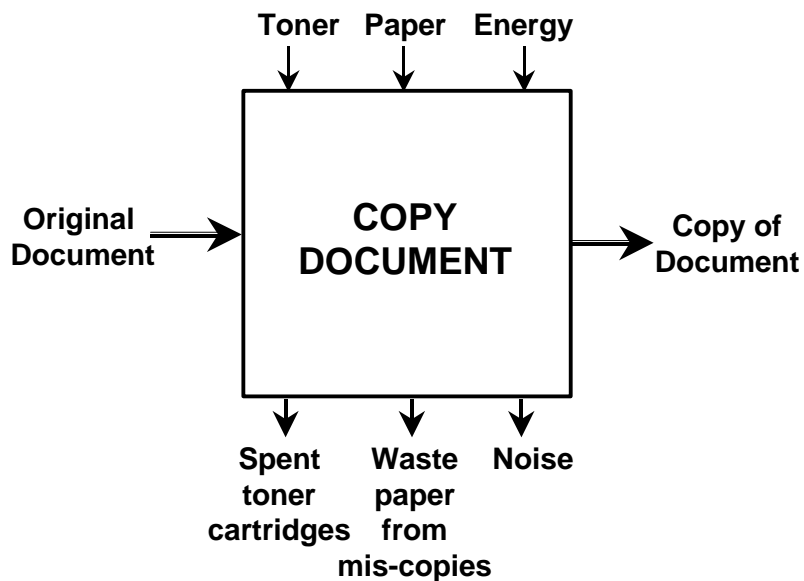 Toner
Paper
Energy
Original
Document
COPY
DOCUMENT
Copy of
Document
Spent
toner
cartridges
Waste
paper
from
mis-copies
Noise